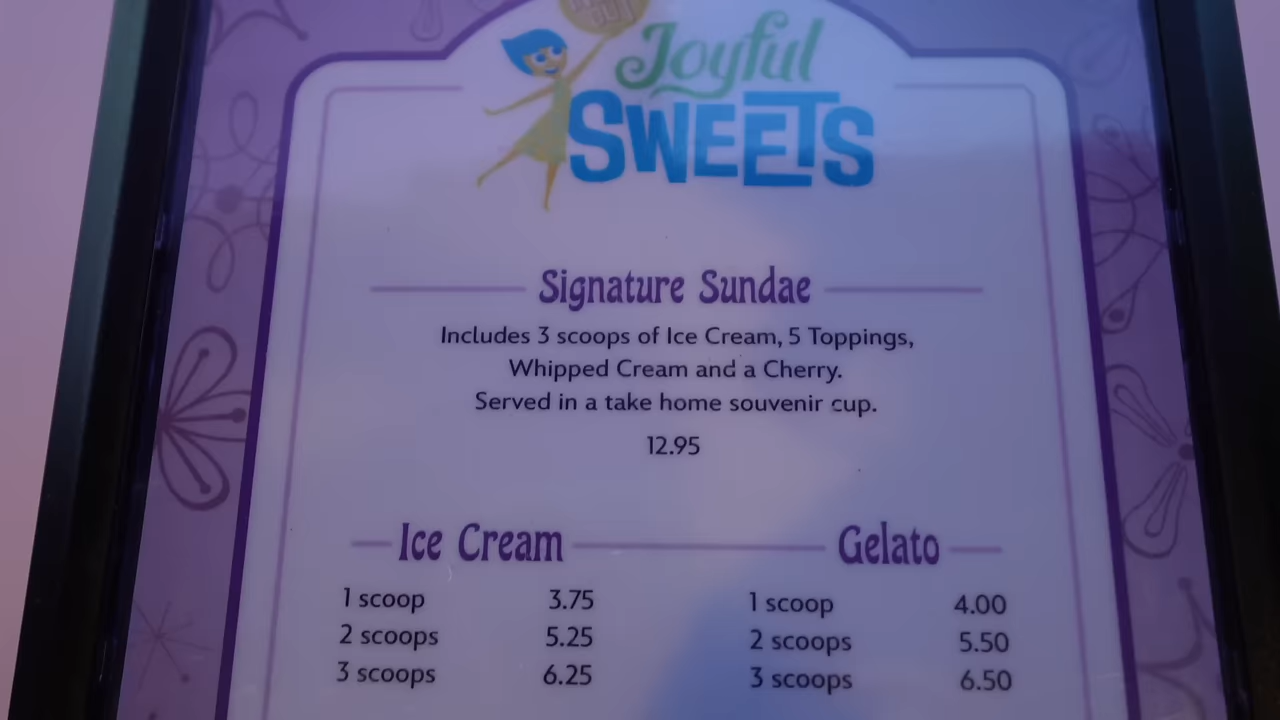 Joyful
SWEETS
Signature Sundae
Includes 3 scoops of Ice Cream, 5 Toppings,
Whipped Cream and a Cherry.
Served in a take home souvenir cup.
12.95
Ice Cream
1 scoop 3.75
2 scoops 5.25
3 scoops 6.25
Gelato
1 scoop 4.00
2 scoops 5.50
3 scoops 6.50